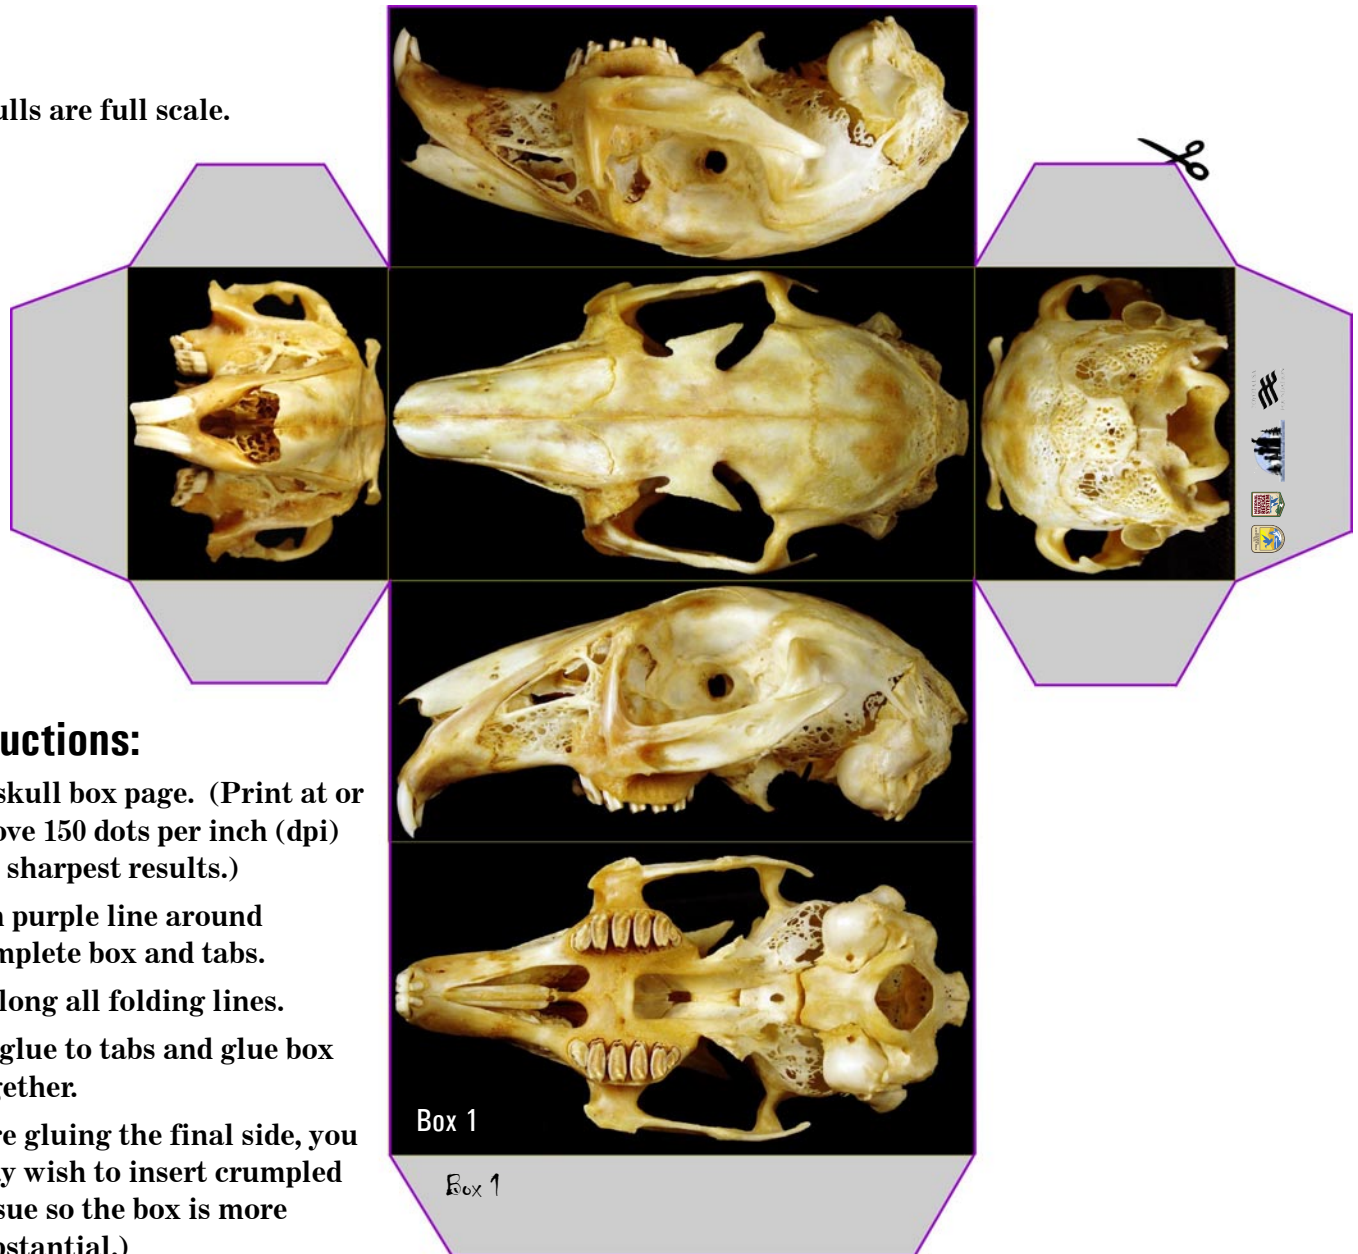 ulls are full scale.
uctions:
skull box page. (Print at or
ove 150 dots per inch (dpi)
sharpest results.)
n purple line around
mplete box and tabs.
long all folding lines.
glue to tabs and glue box
gether.
re gluing the final side, you
y wish to insert crumpled
sue so the box is more
bstantial.)
Box 1
Box 1